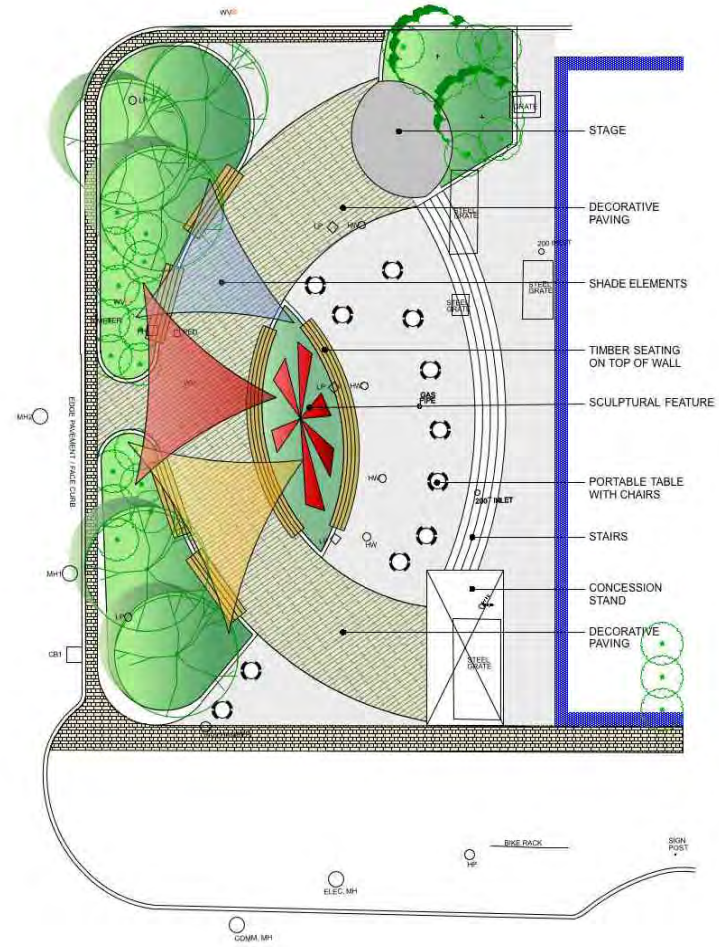 WV
LP
GRATE
STAGE
STEEL
GRATE
DECORATIVE
PAVING
LP
HW
200 INLET
STEEL
GRATE
SHADE ELEMENTS
STEEL
GRATE
WV
TIMBER SEATING
ON TOP OF WALL
LP
HW
GAS
PIPE
SCULPTURAL FEATURE
MH2
EDGE PAVEMENT / FACE CURB
HW
PORTABLE TABLE
WITH CHAIRS
200 INLET
STAIRS
HW
MH1
CONCESSION
STAND
LP
DECORATIVE
PAVING
CB1
STEEL
GRATE
BIKE RACK
SIGN
POST
HP
ELEC, MH
COMM, MH